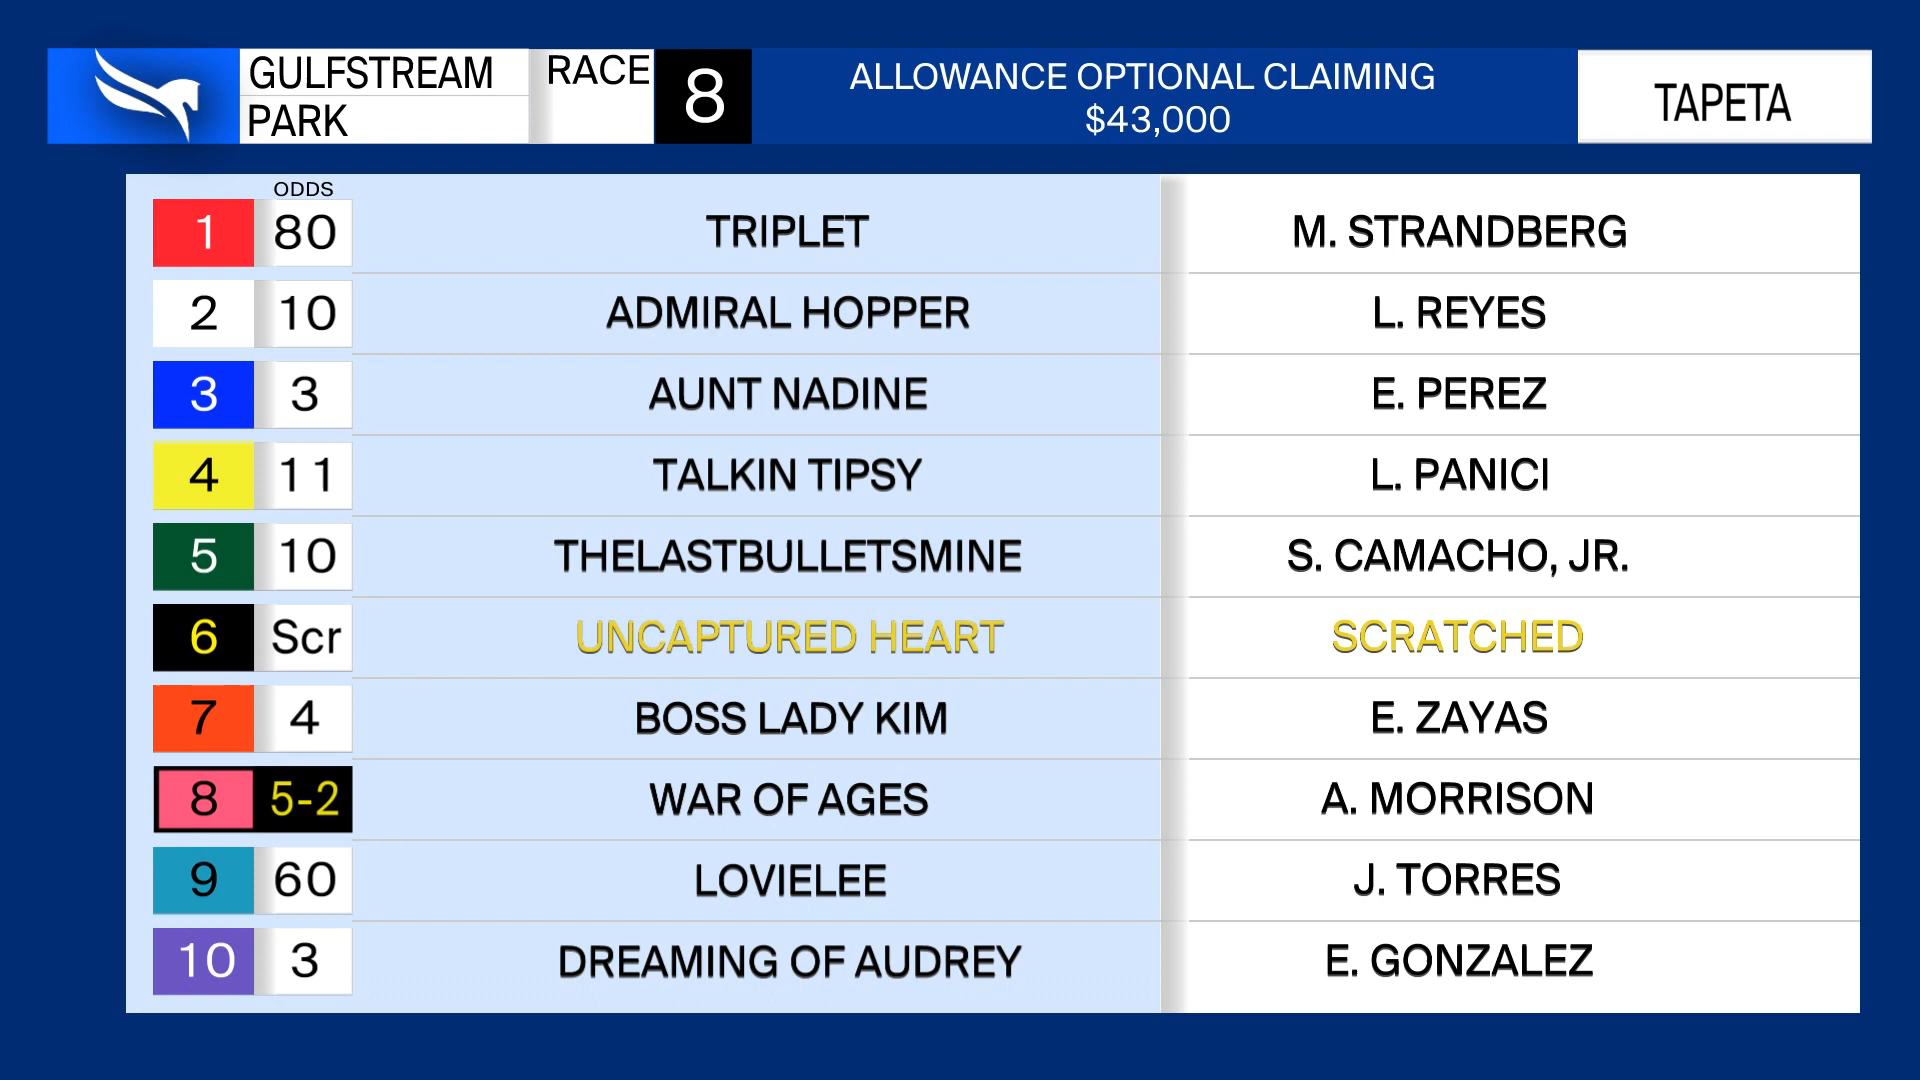 GULFSTREAM
PARK
RACE
8
ALLOWANCE OPTIONAL CLAIMING
$43,000
TAPETA
ODDS
1 80 TRIPLET M. STRANDBERG
2 10 ADMIRAL HOPPER L. REYES
3 3 AUNT NADINE E. PEREZ
4 11 TALKIN TIPSY L. PANICI
5 10 THELASTBULLETSMINE S. CAMACHO, JR.
6 Scr UNCAPTURED HEART SCRATCHED
7 4 BOSS LADY KIM E. ZAYAS
8 5-2 WAR OF AGES A. MORRISON
9 60 LOVIELEE J. TORRES
10 3 DREAMING OF AUDREY E. GONZALEZ